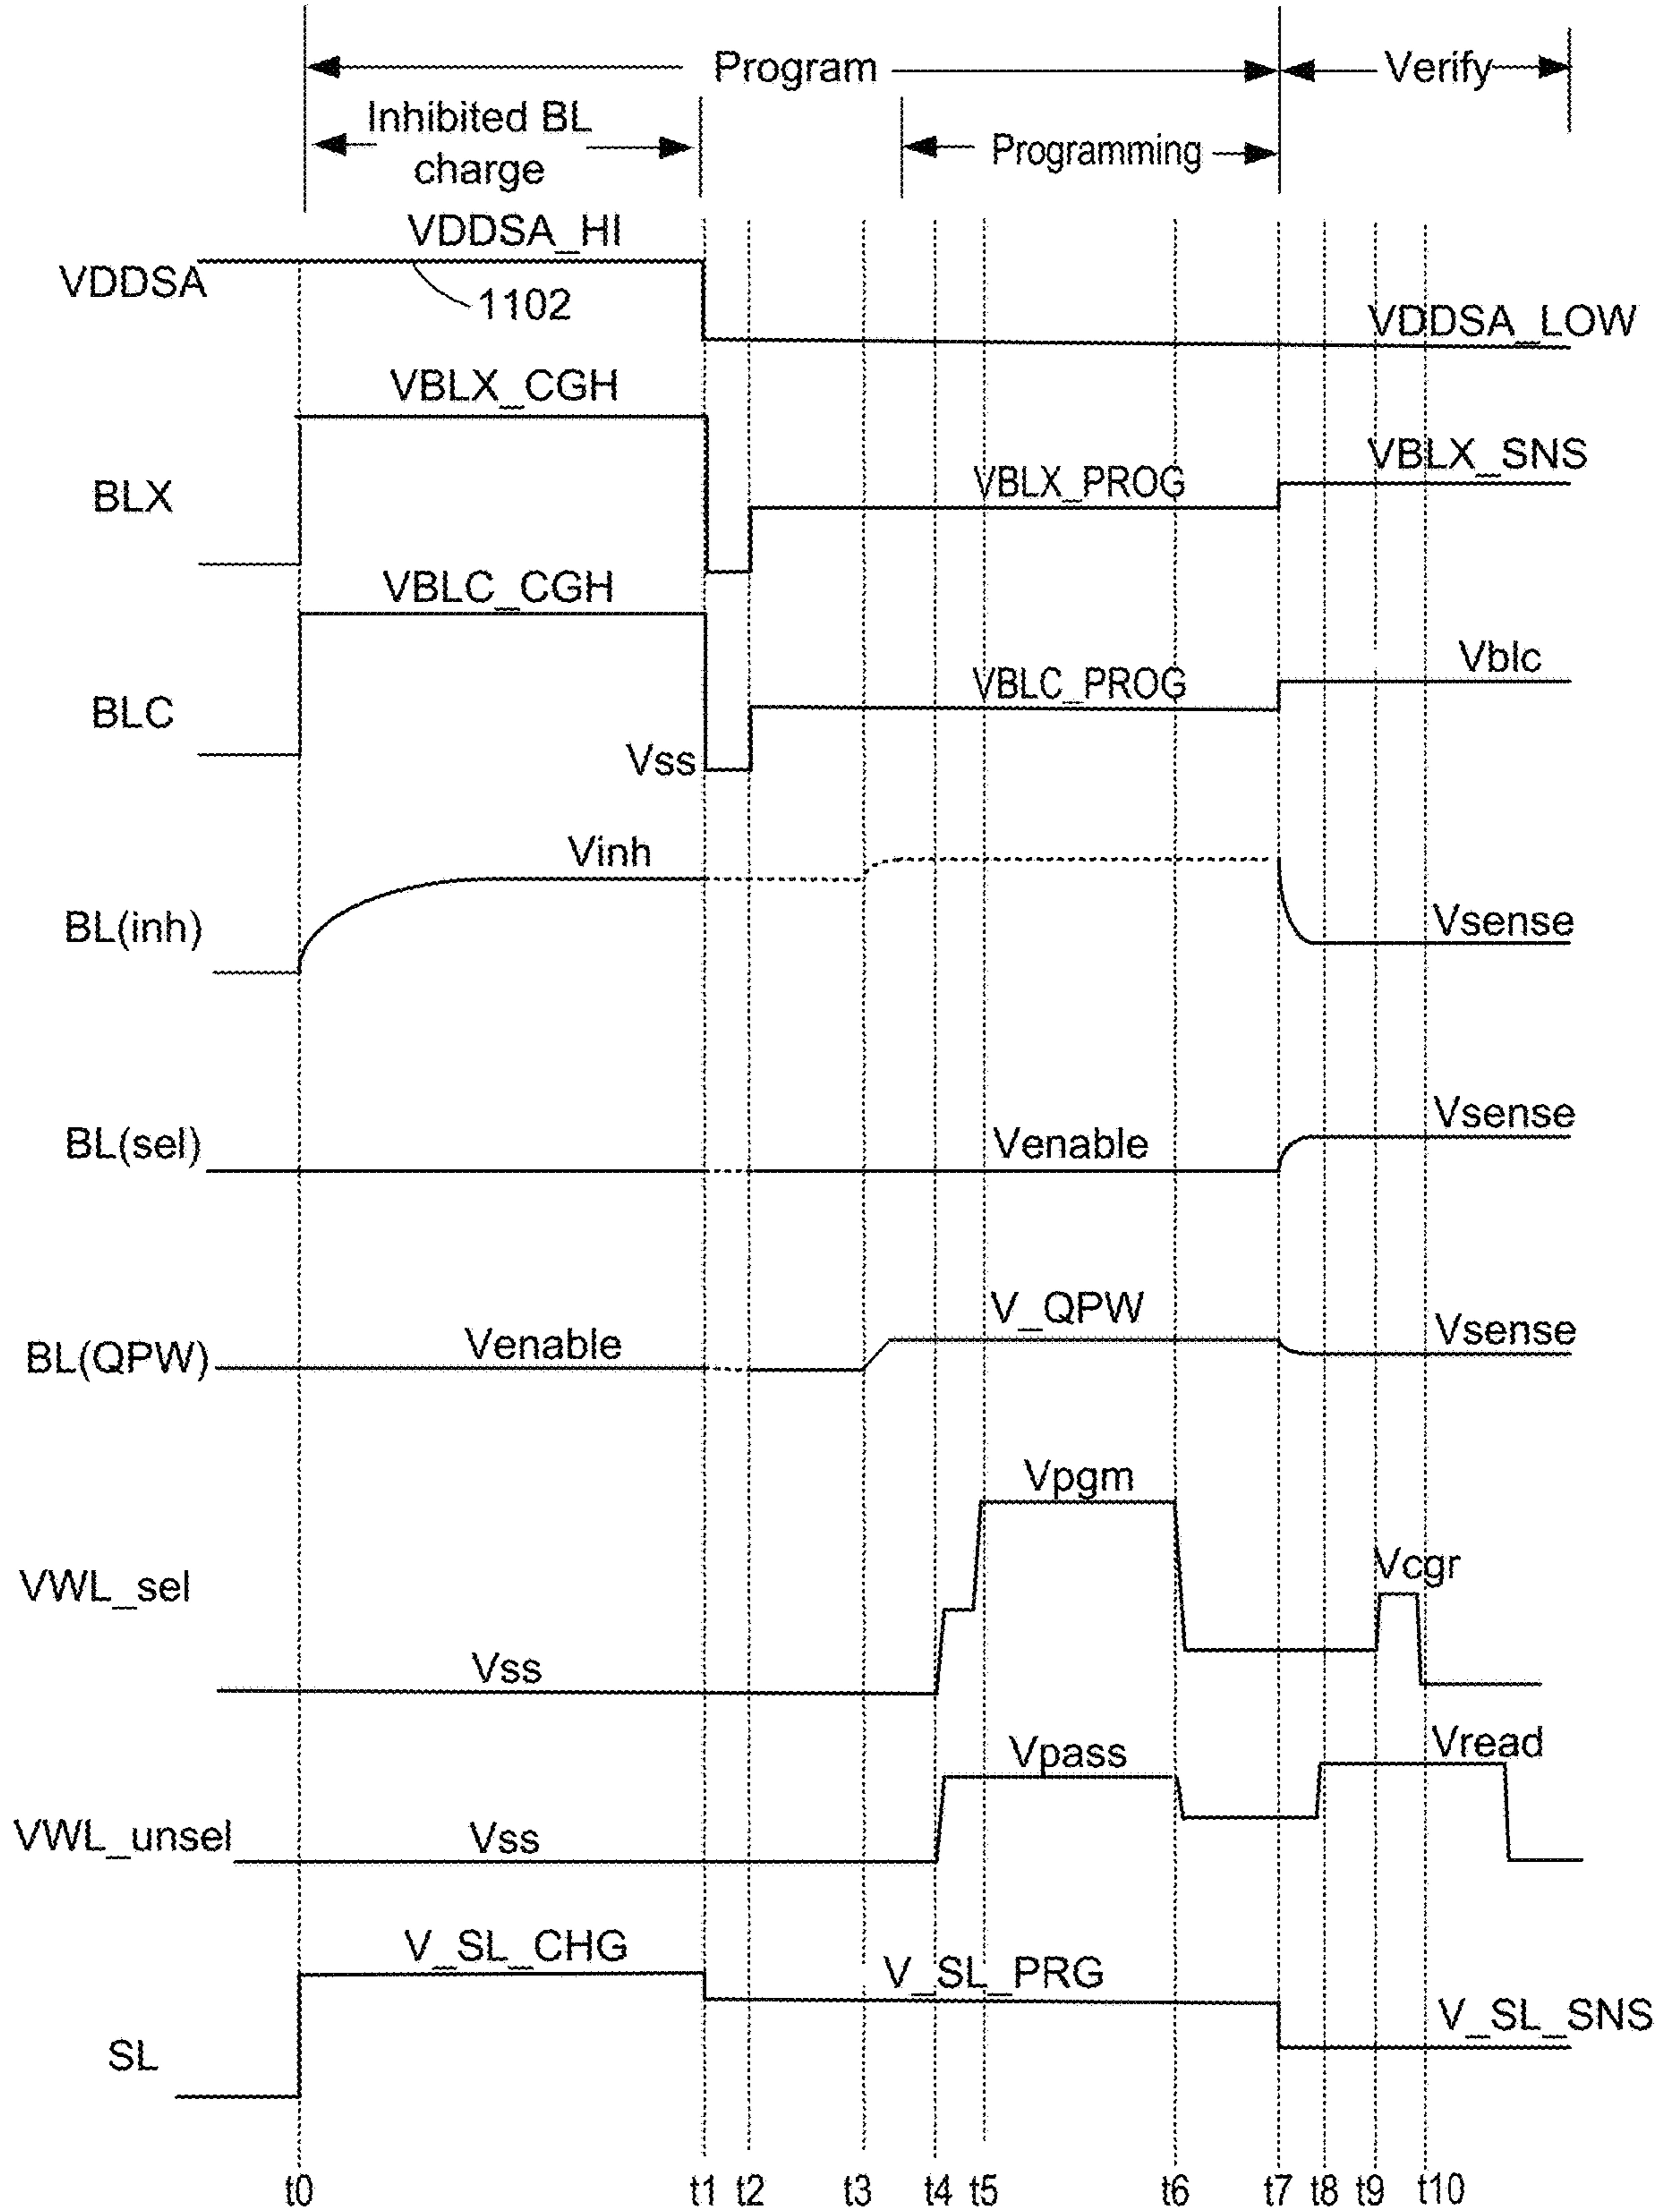 Program
Verify
Inhibited BL
charge
Programming
VDDSA_HI
VDDSA
1102
VDDSA_LOW
VBLX_CGH
VBLX_SNS
VBLX_PROG
BLX
VBLC_CGH
Vblc
VBLC_PROG
BLC
Vss
Vinh
BL(inh)
Vsense
Vsense
BL(sel)
Venable
V_QPW
Venable
Vsense
BL(QPW)
Vpgm
Vcgr
VWL_sel
Vss
Vpass
Vread
VWL_unsel
Vss
V_SL_CHG
V_SL_PRG
V_SL_SNS
SL
t0 t1 t2 t3 t4 t5 t6 t7 t8 t9 t10